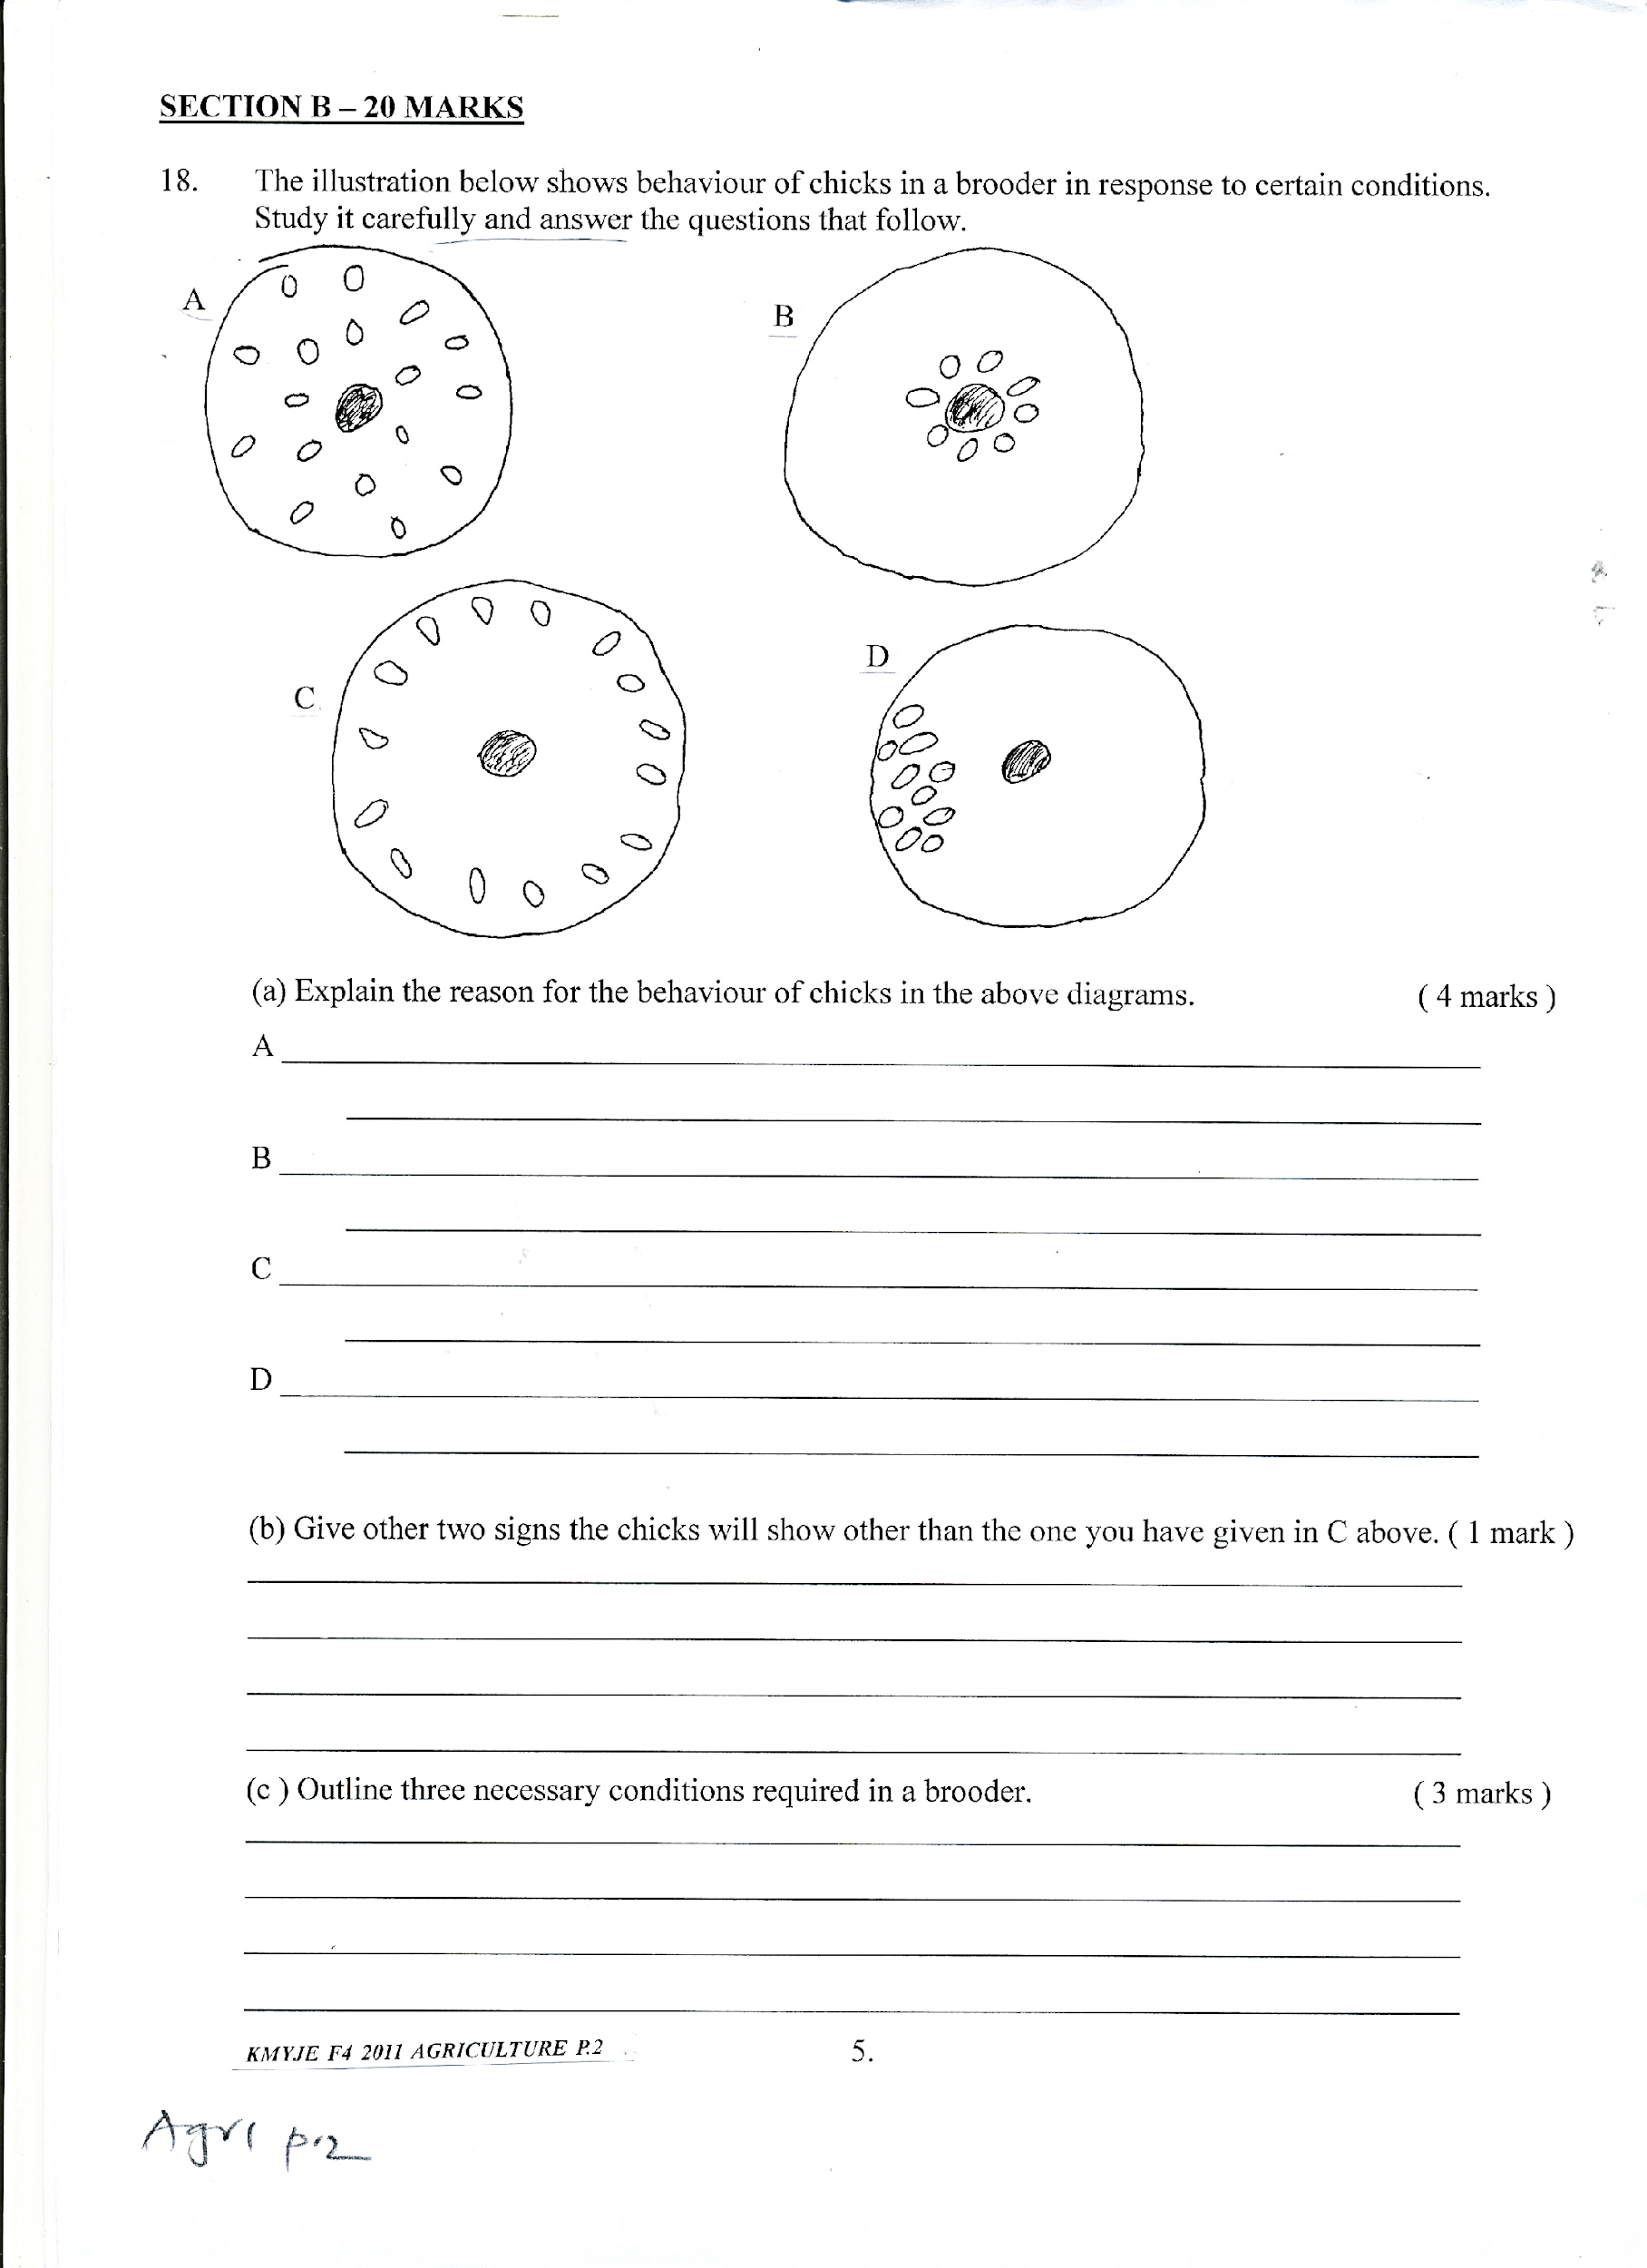 SECTION B – 20 MARKS
18. The illustration below shows behaviour of chicks in a brooder in response to certain conditions.
Study it carefully and answer the questions that follow.
A
B
C
D
(a) Explain the reason for the behaviour of chicks in the above diagrams. ( 4 marks )
A
B
C
D
(b) Give other two signs the chicks will show other than the one you have given in C above. ( 1 mark )
(c ) Outline three necessary conditions required in a brooder. ( 3 marks )
KMYJE F4 2011 AGRICULTURE P.2 5.
Agri p.2